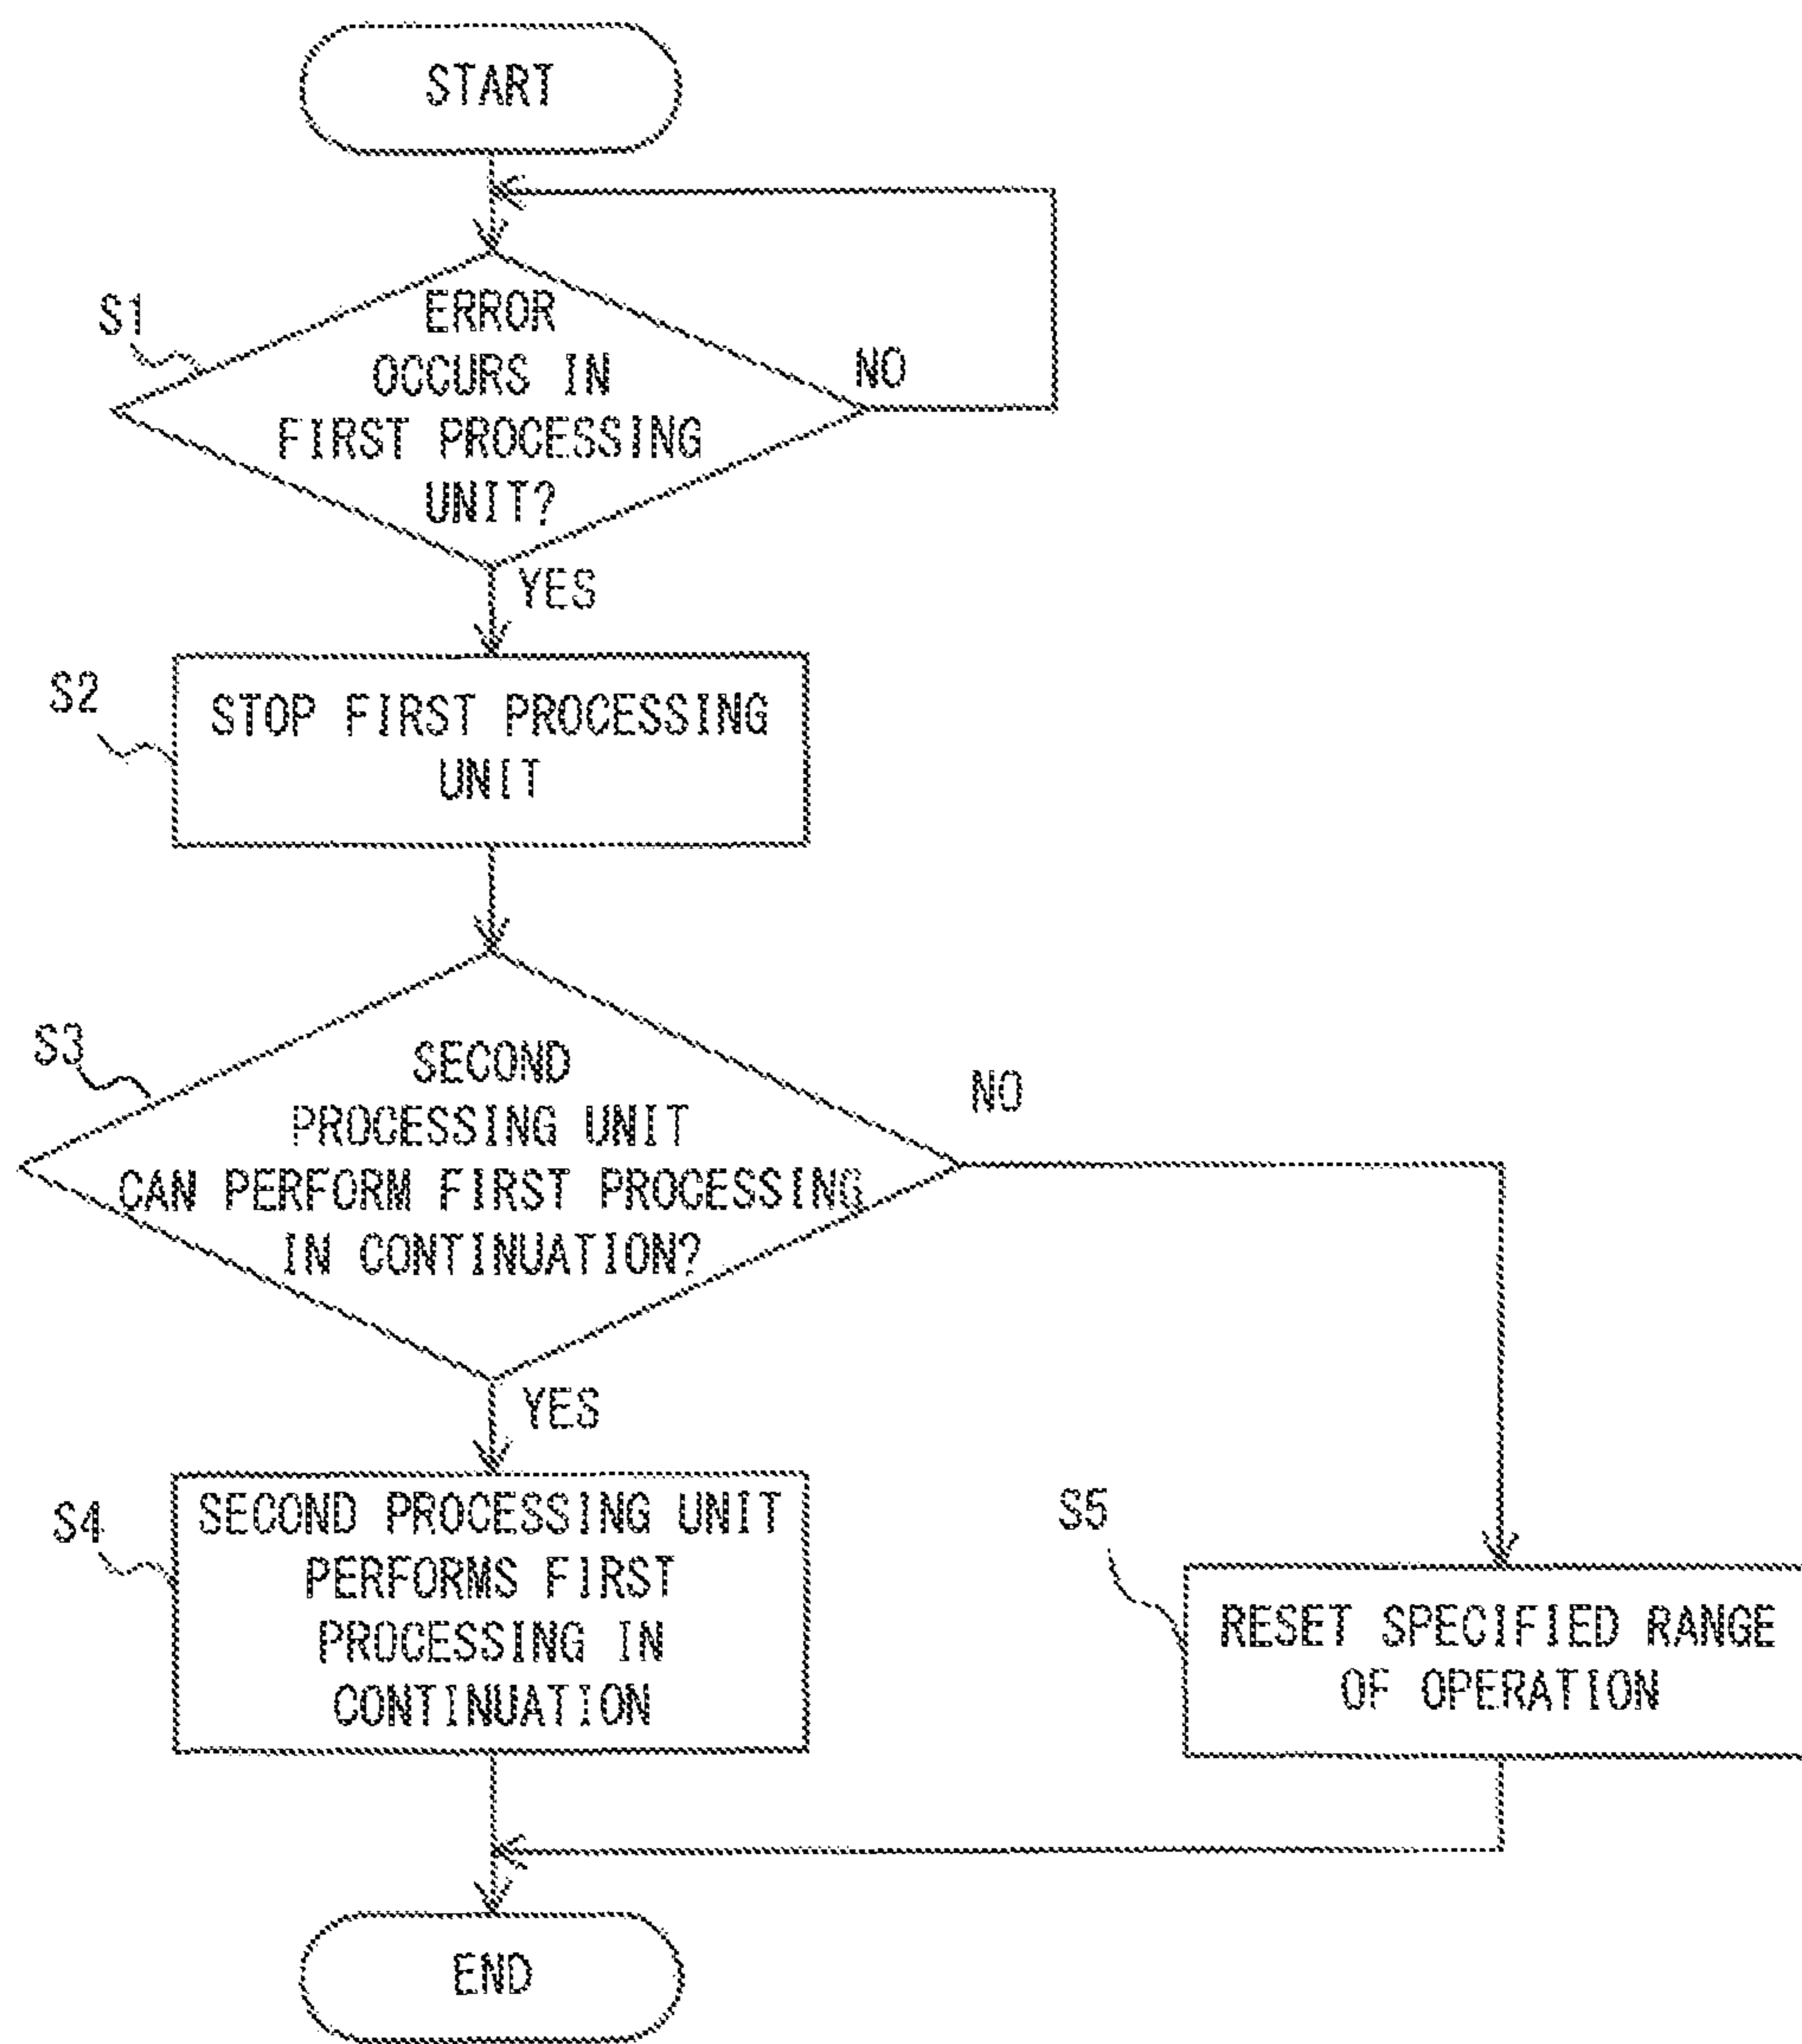 START
S1
ERROR
OCCURS IN
FIRST PROCESSING
UNIT?
NO
YES
S2
STOP FIRST PROCESSING
UNIT
S3
SECOND
PROCESSING UNIT
CAN PERFORM FIRST PROCESSING
IN CONTINUATION?
NO
YES
S4
SECOND PROCESSING UNIT
PERFORMS FIRST
PROCESSING IN
CONTINUATION
S5
RESET SPECIFIED RANGE
OF OPERATION
END